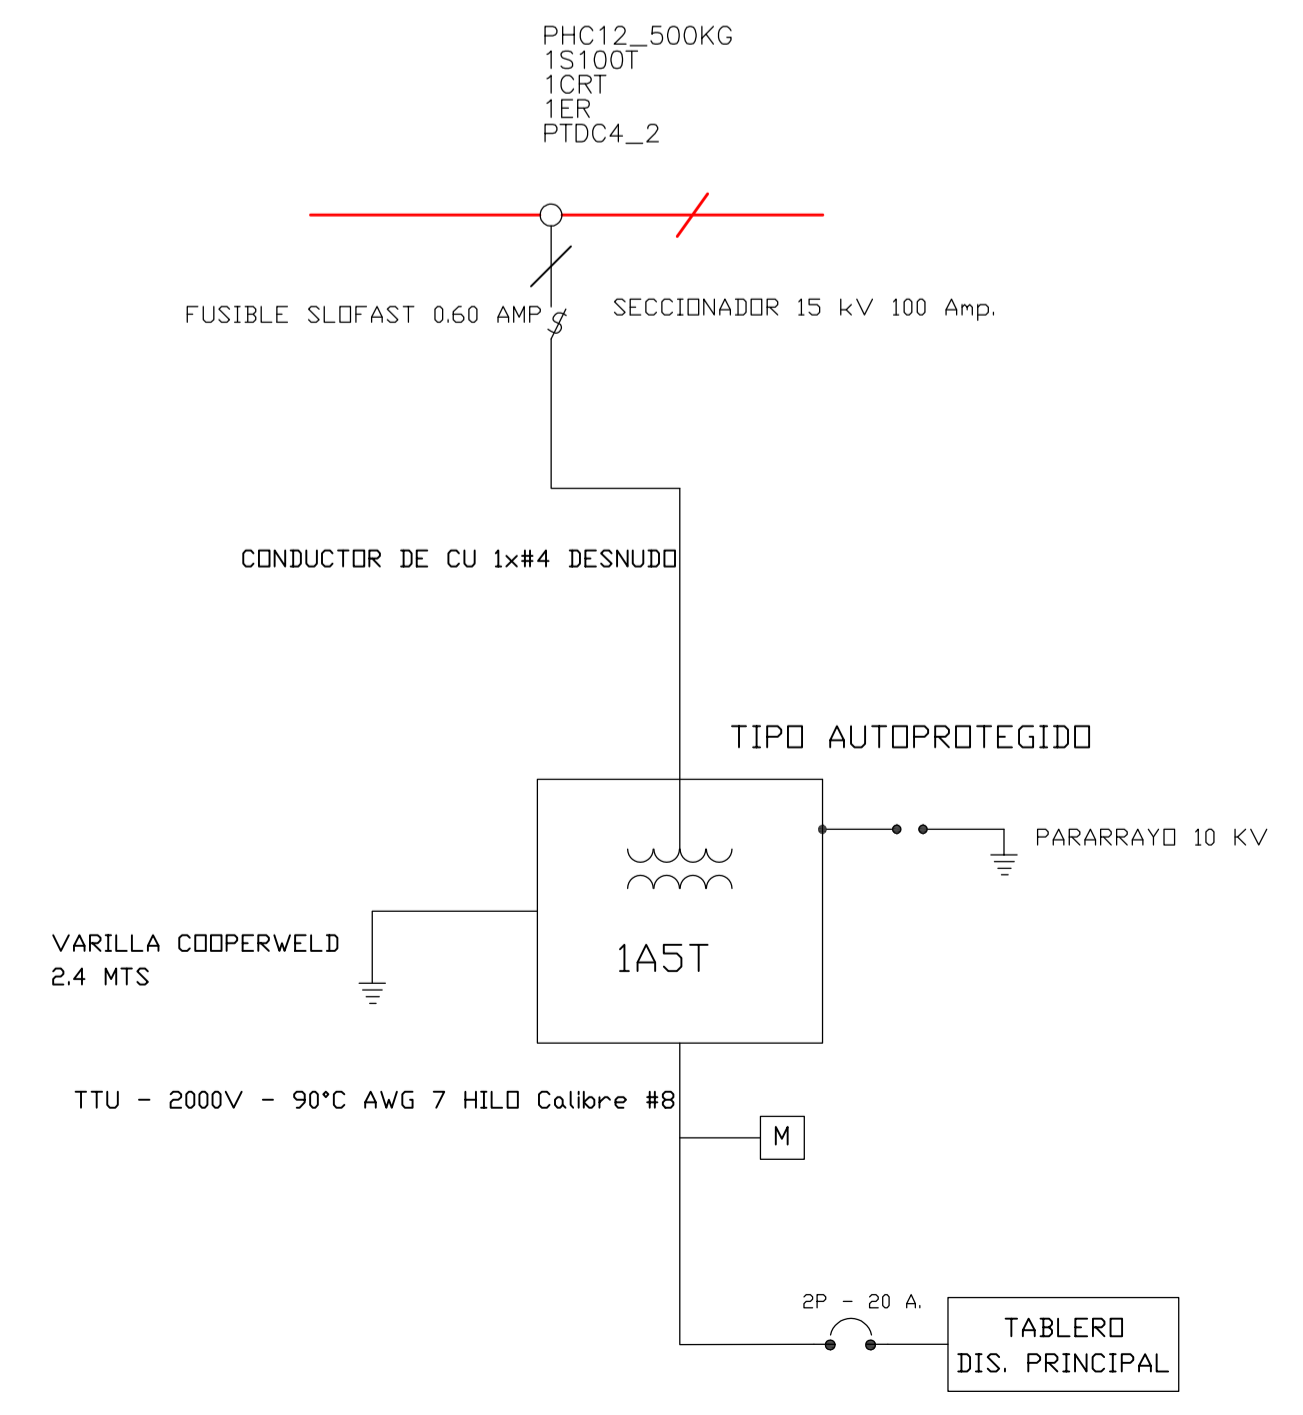 PHC12_500KG
1S100T
1CRT
1ER
PTDC4_2
FUSIBLE SLOFAST 0.60 AMP
SECCIONADOR 15 kV 100 Amp.
CONDUCTOR DE CU 1x#4 DESNUDO
TIPO AUTOPROTEGIDO
PARARRAYO 10 KV
VARILLA COOPERWELD
2.4 MTS
1A5T
TTU - 2000V - 90°C AWG 7 HILO Calibre #8
M
2P - 20 A.
TABLERO
DIS. PRINCIPAL